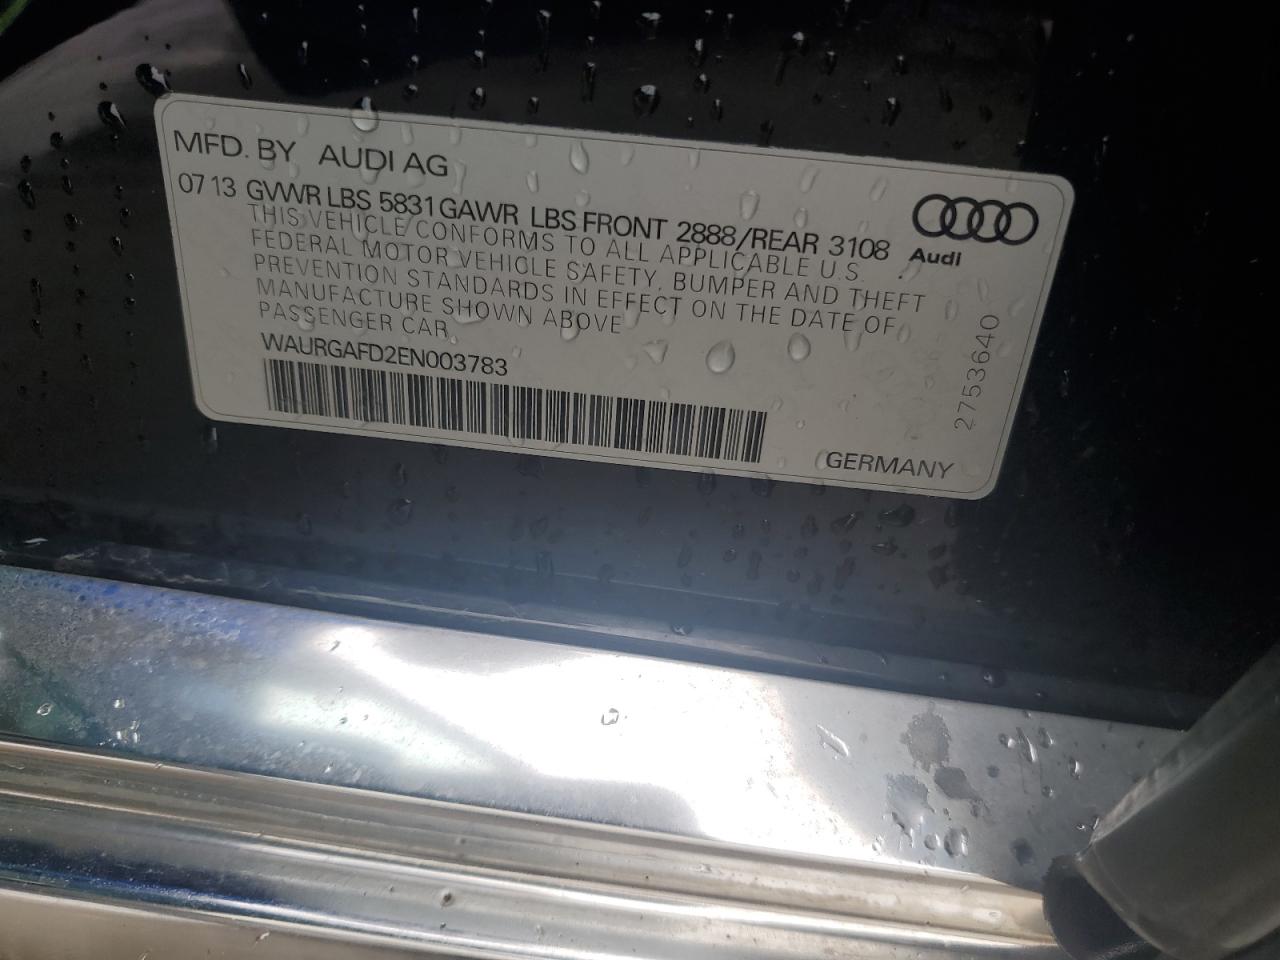 MFD. BY AUDI AG
07 13 GVWR LBS 5831 GAWR LBS FRONT 2888/REAR 3108
THIS VEHICLE CONFORMS TO ALL APPLICABLE U.S.
FEDERAL MOTOR VEHICLE SAFETY, BUMPER AND THEFT
PREVENTION STANDARDS IN EFFECT ON THE DATE OF
MANUFACTURE SHOWN ABOVE
PASSENGER CAR
WAURGAFD2EN003783
Audi
2753640
GERMANY